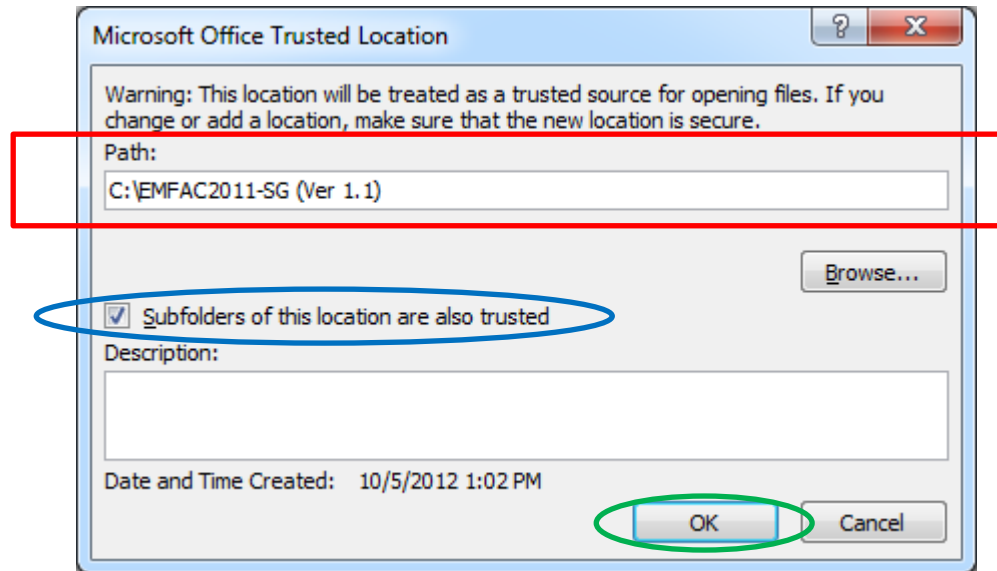 Microsoft Office Trusted Location
Warning: This location will be treated as a trusted source for opening files. If you
change or add a location, make sure that the new location is secure.
Path:
C:\EMFAC2011-SG (Ver 1.1)
Browse...
Subfolders of this location are also trusted
Description:
Date and Time Created: 10/5/2012 1:02 PM
OK Cancel